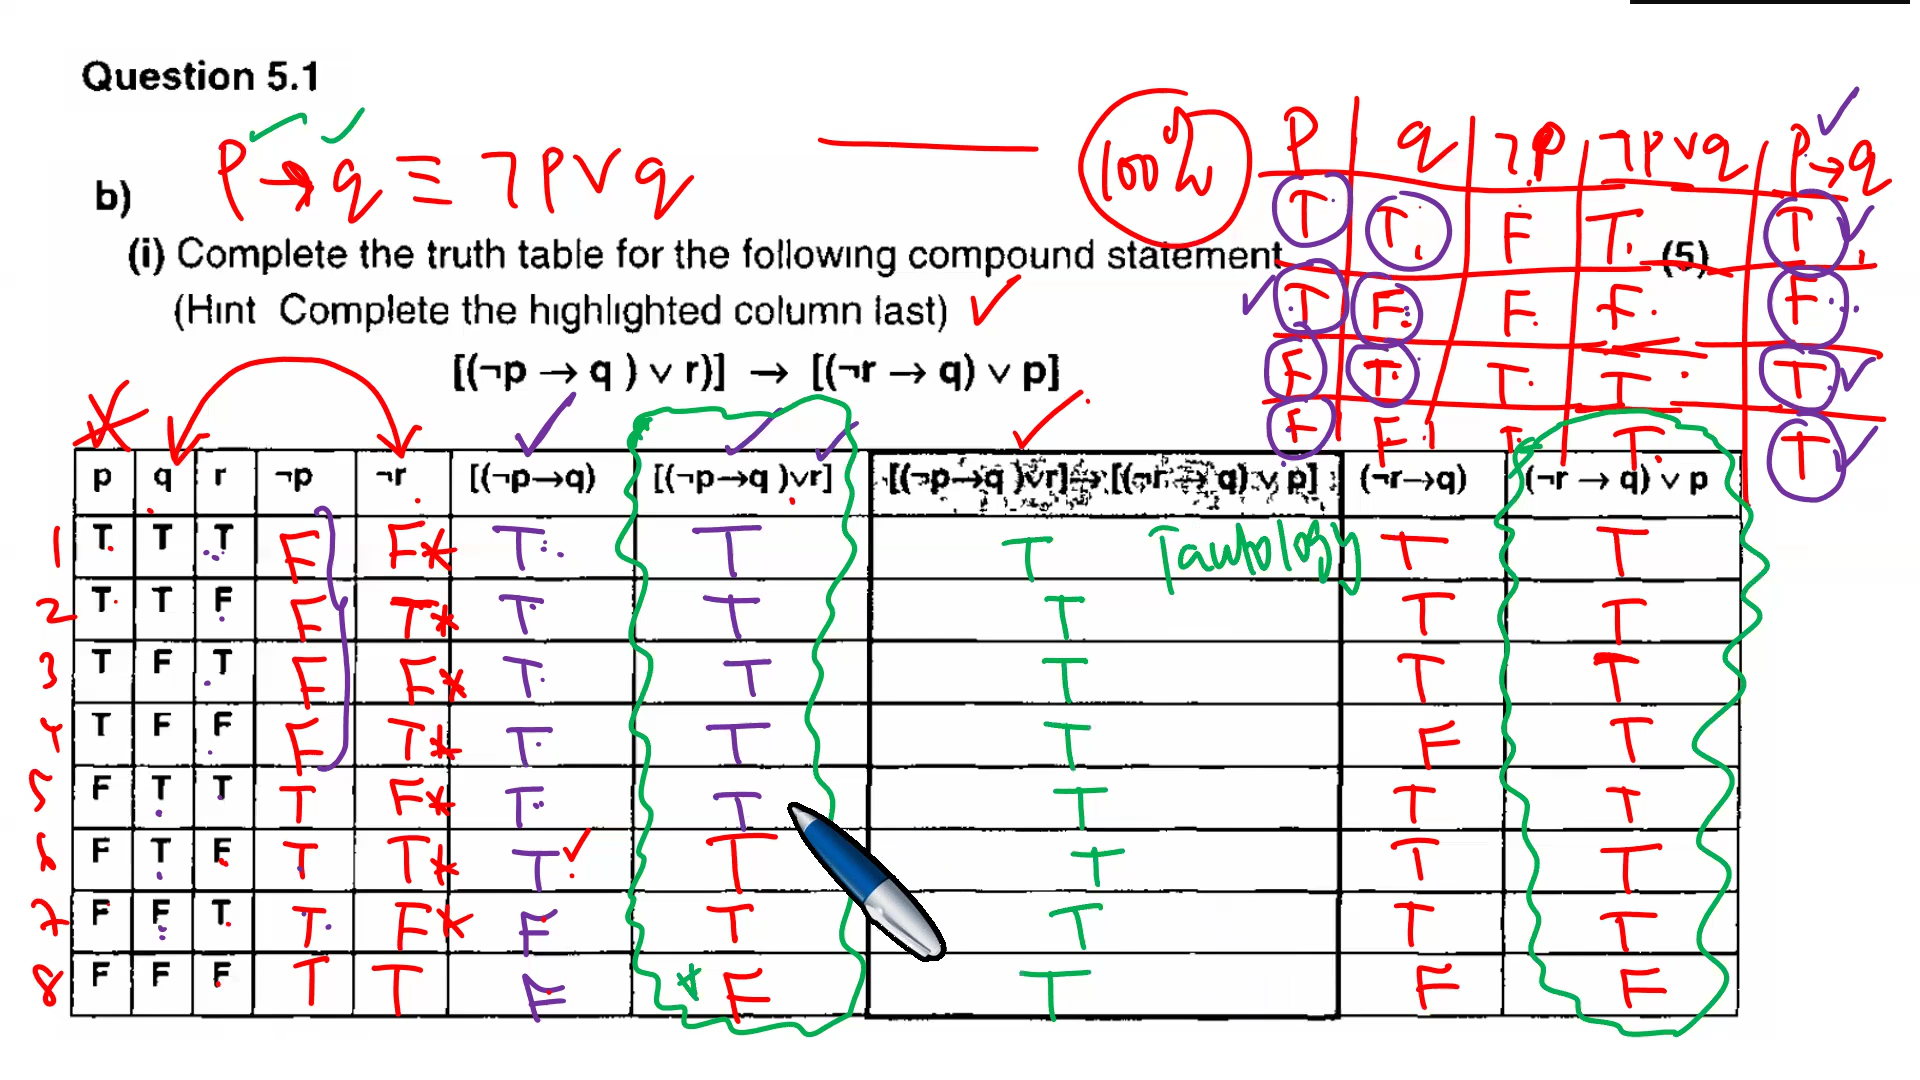 Question 5.1
b) P → q ≡ ¬P ∨ q
P q ¬P ¬P∨q P→q
T T F T T
T F F F F
F T T T T
F F T T T
(i) Complete the truth table for the following compound statement (5)
(Hint Complete the highlighted column last)
[(¬p → q ) ∨ r)] → [(¬r → q) ∨ p]
p q r ¬p ¬r [(¬p→q) [(¬p→q )∨r] [(¬p→q )∨r]→[(¬r → q) ∨ p] (¬r→q) (¬r → q) ∨ p
1 T T T F F* T T T Tautology T T
2 T T F F T* T T T T T
3 T F T F F* T T T T T
4 T F F F T* T T T F T
5 F T T T F* T T T T T
6 F T F T T* T T T T T
7 F F T T F* F T T T T
8 F F F T T F F T F F